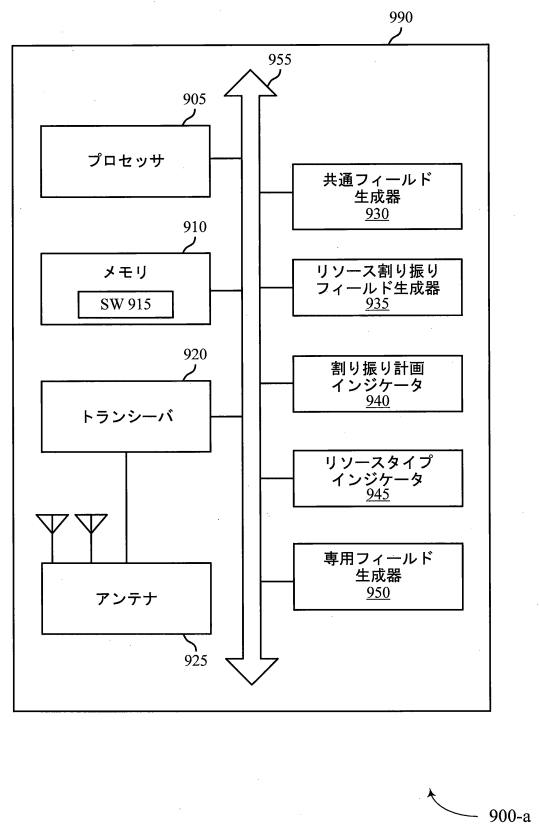 990
955
905
プロセッサ
910
メモリ
SW 915
920
トランシーバ
アンテナ
925
共通フィールド
生成器
930
リソース割り振り
フィールド生成器
935
割り振り計画
インジケータ
940
リソースタイプ
インジケータ
945
専用フィールド
生成器
950
900-a